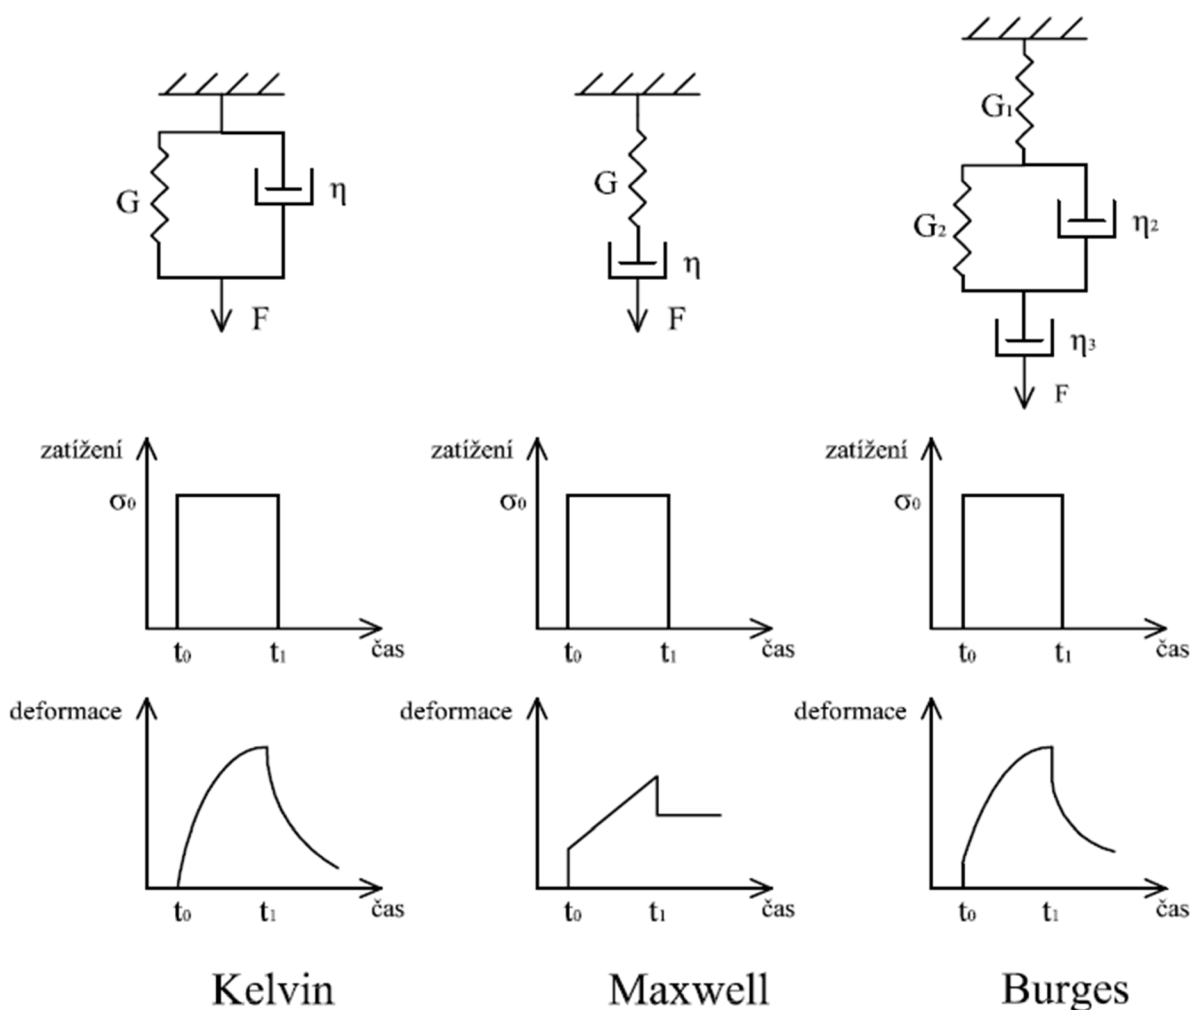 G
η
F
G
η
F
G₁
G₂
η₂
η₃
F
zatížení
σ₀
t₀
t₁
čas
zatížení
σ₀
t₀
t₁
čas
zatížení
σ₀
t₀
t₁
čas
deformace
t₀
t₁
čas
deformace
t₀
t₁
čas
deformace
t₀
t₁
čas
Kelvin
Maxwell
Burges